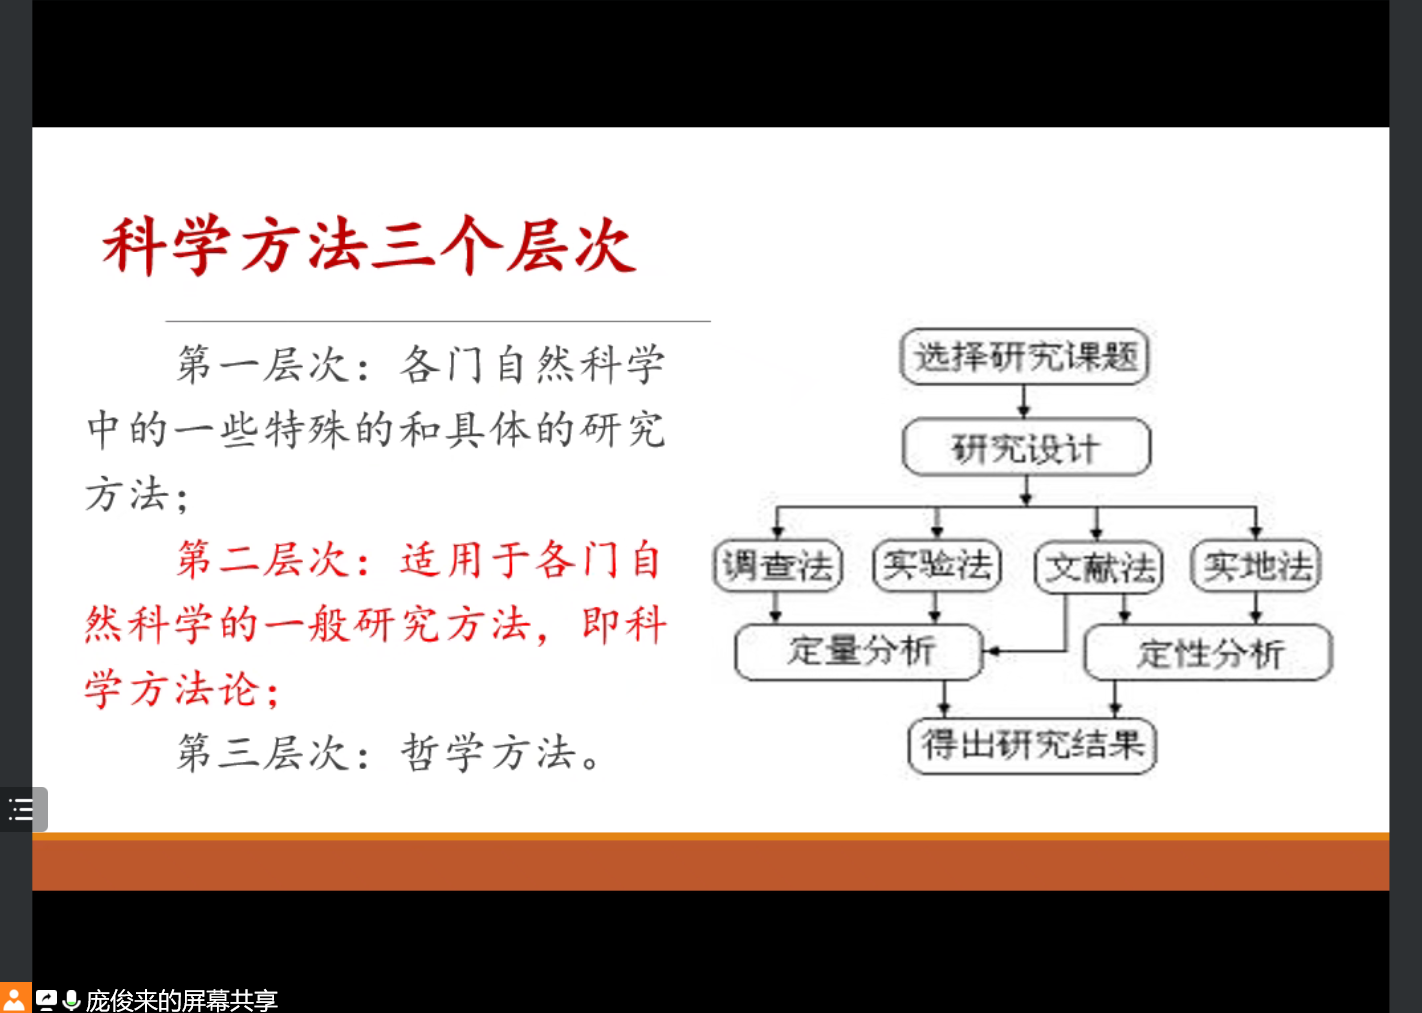 科学方法三个层次
第一层次：各门自然科学
中的一些特殊的和具体的研究
方法；
第二层次：适用于各门自
然科学的一般研究方法，即科
学方法论；
第三层次：哲学方法。
选择研究课题
研究设计
调查法
实验法
文献法
实地法
定量分析
定性分析
得出研究结果
庞俊来的屏幕共享